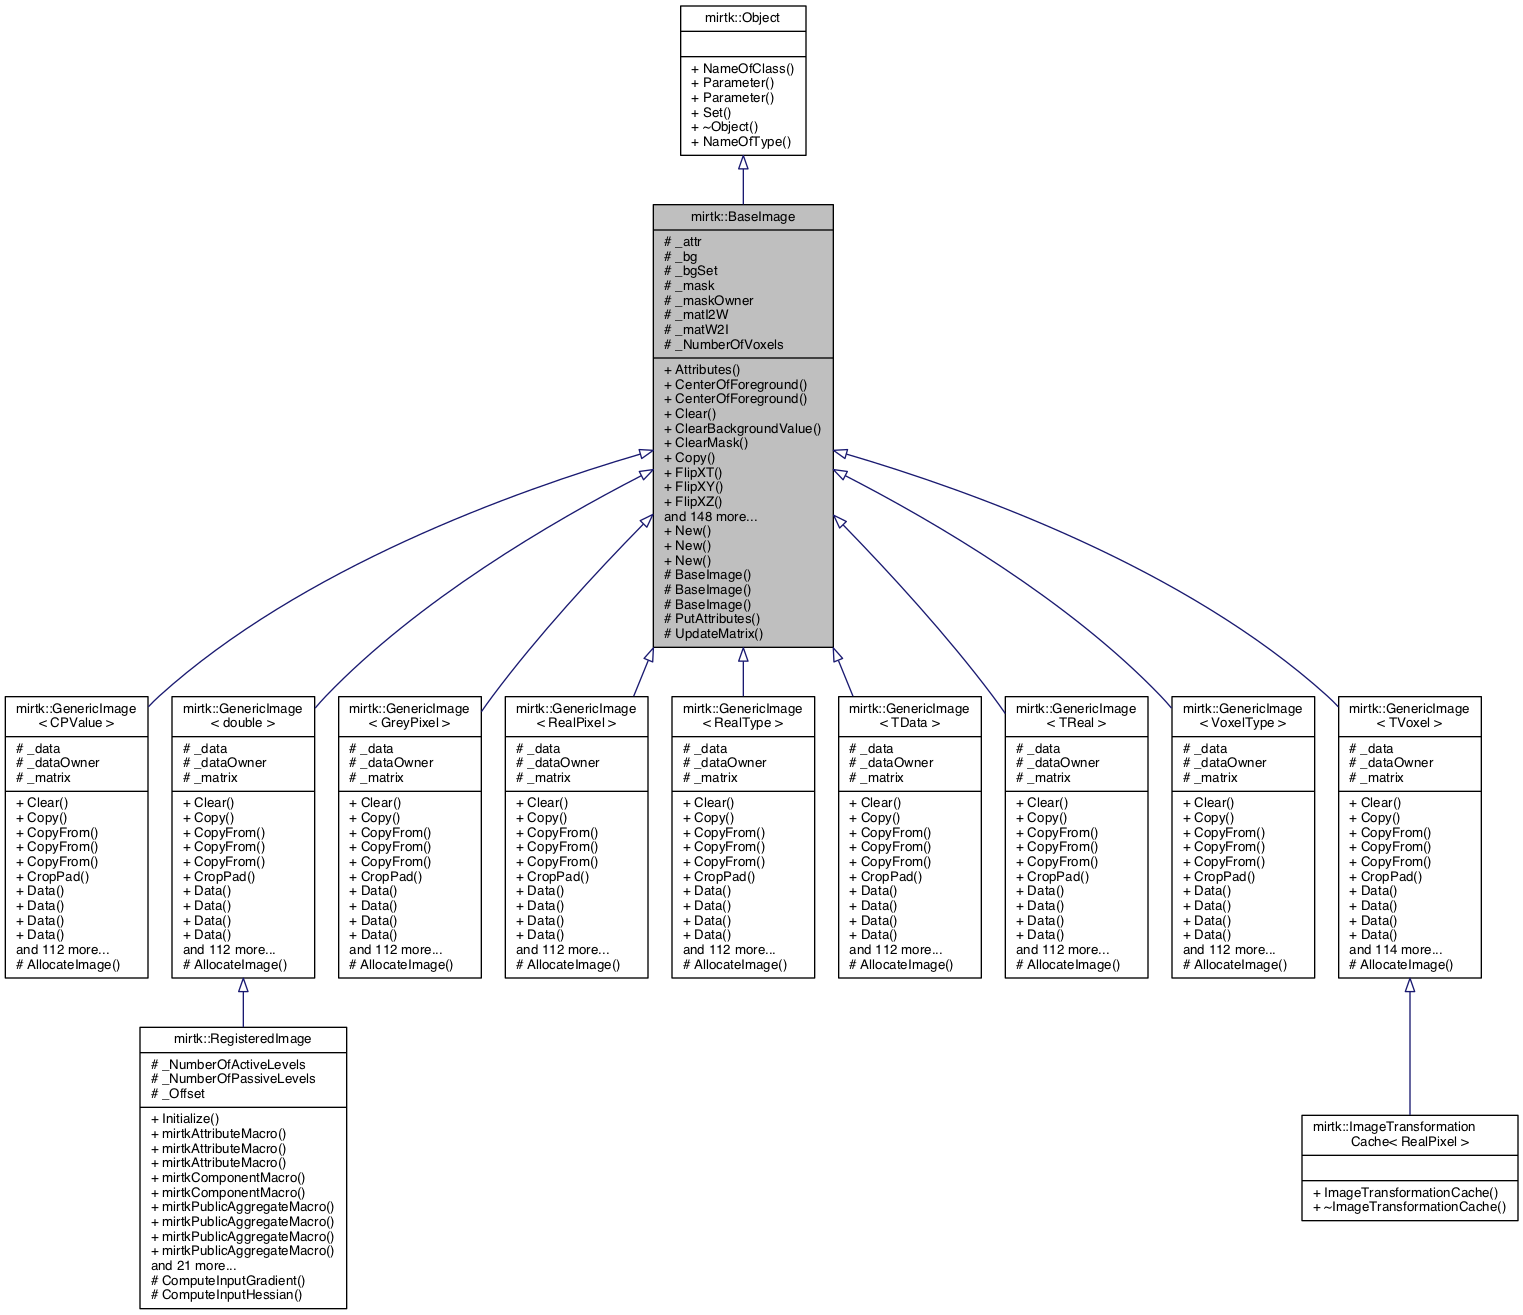 mirtk::Object
+ NameOfClass()
+ Parameter()
+ Parameter()
+ Set()
+ ~Object()
+ NameOfType()
mirtk::BaseImage
# _attr
# _bg
# _bgSet
# _mask
# _maskOwner
# _matI2W
# _matW2I
# _NumberOfVoxels
+ Attributes()
+ CenterOfForeground()
+ CenterOfForeground()
+ Clear()
+ ClearBackgroundValue()
+ ClearMask()
+ Copy()
+ FlipXT()
+ FlipXY()
+ FlipXZ()
and 148 more...
+ New()
+ New()
+ New()
# BaseImage()
# BaseImage()
# BaseImage()
# PutAttributes()
# UpdateMatrix()
mirtk::GenericImage
< CPValue >
# _data
# _dataOwner
# _matrix
+ Clear()
+ Copy()
+ CopyFrom()
+ CopyFrom()
+ CopyFrom()
+ CropPad()
+ Data()
+ Data()
+ Data()
+ Data()
and 112 more...
# AllocateImage()
mirtk::GenericImage
< double >
# _data
# _dataOwner
# _matrix
+ Clear()
+ Copy()
+ CopyFrom()
+ CopyFrom()
+ CopyFrom()
+ CropPad()
+ Data()
+ Data()
+ Data()
+ Data()
and 112 more...
# AllocateImage()
mirtk::GenericImage
< GreyPixel >
# _data
# _dataOwner
# _matrix
+ Clear()
+ Copy()
+ CopyFrom()
+ CopyFrom()
+ CopyFrom()
+ CropPad()
+ Data()
+ Data()
+ Data()
+ Data()
and 112 more...
# AllocateImage()
mirtk::GenericImage
< RealPixel >
# _data
# _dataOwner
# _matrix
+ Clear()
+ Copy()
+ CopyFrom()
+ CopyFrom()
+ CopyFrom()
+ CropPad()
+ Data()
+ Data()
+ Data()
+ Data()
and 112 more...
# AllocateImage()
mirtk::GenericImage
< RealType >
# _data
# _dataOwner
# _matrix
+ Clear()
+ Copy()
+ CopyFrom()
+ CopyFrom()
+ CopyFrom()
+ CropPad()
+ Data()
+ Data()
+ Data()
+ Data()
and 112 more...
# AllocateImage()
mirtk::GenericImage
< TData >
# _data
# _dataOwner
# _matrix
+ Clear()
+ Copy()
+ CopyFrom()
+ CopyFrom()
+ CopyFrom()
+ CropPad()
+ Data()
+ Data()
+ Data()
+ Data()
and 112 more...
# AllocateImage()
mirtk::GenericImage
< TReal >
# _data
# _dataOwner
# _matrix
+ Clear()
+ Copy()
+ CopyFrom()
+ CopyFrom()
+ CopyFrom()
+ CropPad()
+ Data()
+ Data()
+ Data()
+ Data()
and 112 more...
# AllocateImage()
mirtk::GenericImage
< VoxelType >
# _data
# _dataOwner
# _matrix
+ Clear()
+ Copy()
+ CopyFrom()
+ CopyFrom()
+ CopyFrom()
+ CropPad()
+ Data()
+ Data()
+ Data()
+ Data()
and 112 more...
# AllocateImage()
mirtk::GenericImage
< TVoxel >
# _data
# _dataOwner
# _matrix
+ Clear()
+ Copy()
+ CopyFrom()
+ CopyFrom()
+ CopyFrom()
+ CropPad()
+ Data()
+ Data()
+ Data()
+ Data()
and 114 more...
# AllocateImage()
mirtk::RegisteredImage
# _NumberOfActiveLevels
# _NumberOfPassiveLevels
# _Offset
+ Initialize()
+ mirtkAttributeMacro()
+ mirtkAttributeMacro()
+ mirtkAttributeMacro()
+ mirtkComponentMacro()
+ mirtkComponentMacro()
+ mirtkPublicAggregateMacro()
+ mirtkPublicAggregateMacro()
+ mirtkPublicAggregateMacro()
+ mirtkPublicAggregateMacro()
and 21 more...
# ComputeInputGradient()
# ComputeInputHessian()
mirtk::ImageTransformation
Cache< RealPixel >
+ ImageTransformationCache()
+ ~ImageTransformationCache()